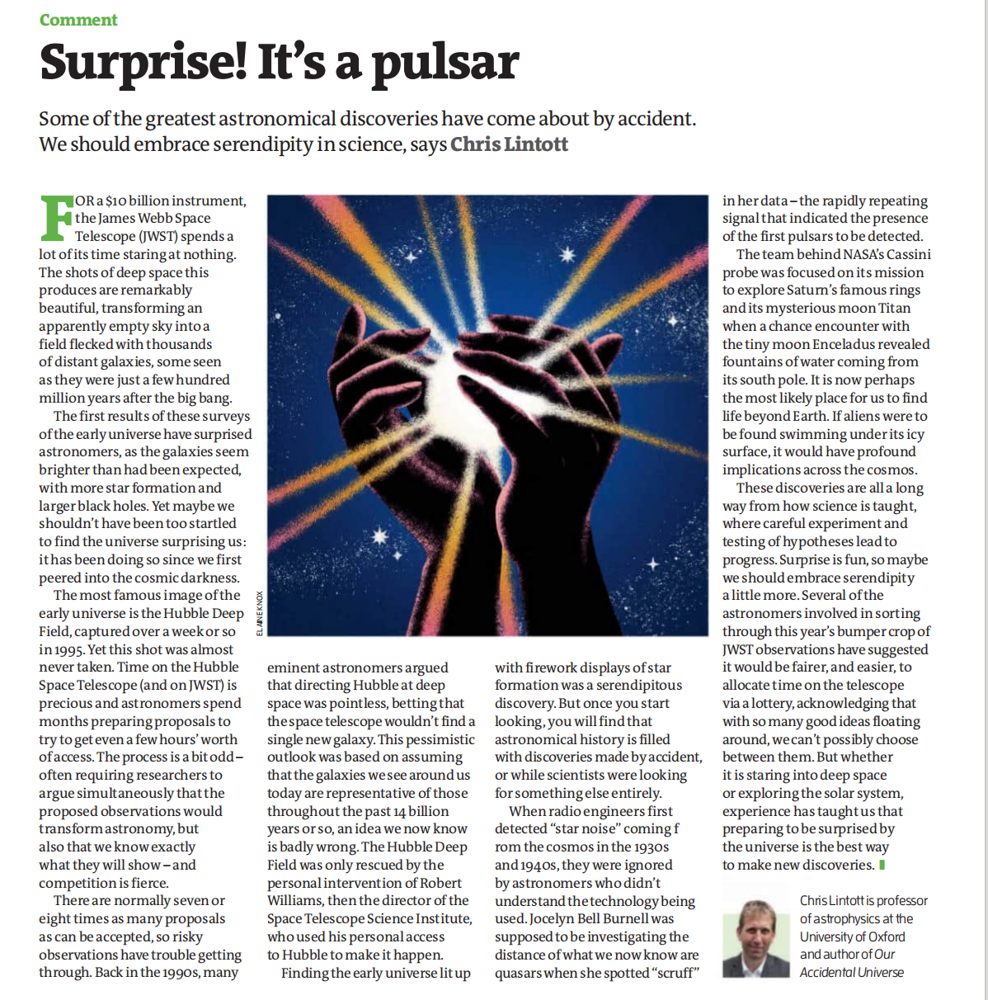 Comment
Surprise! It's a pulsar
Some of the greatest astronomical discoveries have come about by accident.
We should embrace serendipity in science, says Chris Lintott
FOR a $10 billion instrument,
the James Webb Space
Telescope (JWST) spends a
lot of its time staring at nothing.
The shots of deep space this
produces are remarkably
beautiful, transforming an
apparently empty sky into a
field flecked with thousands
of distant galaxies, some seen
as they were just a few hundred
million years after the big bang.
The first results of these surveys
of the early universe have surprised
astronomers, as the galaxies seem
brighter than had been expected,
with more star formation and
larger black holes. Yet maybe we
shouldn't have been too startled
to find the universe surprising us:
it has been doing so since we first
peered into the cosmic darkness.
The most famous image of the
early universe is the Hubble Deep
Field, captured over a week or so
in 1995. Yet this shot was almost
never taken. Time on the Hubble
Space Telescope (and on JWST) is
precious and astronomers spend
months preparing proposals to
try to get even a few hours' worth
of access. The process is a bit odd –
often requiring researchers to
argue simultaneously that the
proposed observations would
transform astronomy, but
also that we know exactly
what they will show – and
competition is fierce.
There are normally seven or
eight times as many proposals
as can be accepted, so risky
observations have trouble getting
through. Back in the 1990s, many
ELAINE KNOX
eminent astronomers argued
that directing Hubble at deep
space was pointless, betting that
the space telescope wouldn't find a
single new galaxy. This pessimistic
outlook was based on assuming
that the galaxies we see around us
today are representative of those
throughout the past 14 billion
years or so, an idea we now know
is badly wrong. The Hubble Deep
Field was only rescued by the
personal intervention of Robert
Williams, then the director of the
Space Telescope Science Institute,
who used his personal access
to Hubble to make it happen.
Finding the early universe lit up
with firework displays of star
formation was a serendipitous
discovery. But once you start
looking, you will find that
astronomical history is filled
with discoveries made by accident,
or while scientists were looking
for something else entirely.
When radio engineers first
detected "star noise" coming f
rom the cosmos in the 1930s
and 1940s, they were ignored
by astronomers who didn't
understand the technology being
used. Jocelyn Bell Burnell was
supposed to be investigating the
distance of what we now know are
quasars when she spotted "scruff"
in her data – the rapidly repeating
signal that indicated the presence
of the first pulsars to be detected.
The team behind NASA's Cassini
probe was focused on its mission
to explore Saturn's famous rings
and its mysterious moon Titan
when a chance encounter with
the tiny moon Enceladus revealed
fountains of water coming from
its south pole. It is now perhaps
the most likely place for us to find
life beyond Earth. If aliens were to
be found swimming under its icy
surface, it would have profound
implications across the cosmos.
These discoveries are all a long
way from how science is taught,
where careful experiment and
testing of hypotheses lead to
progress. Surprise is fun, so maybe
we should embrace serendipity
a little more. Several of the
astronomers involved in sorting
through this year's bumper crop of
JWST observations have suggested
it would be fairer, and easier, to
allocate time on the telescope
via a lottery, acknowledging that
with so many good ideas floating
around, we can't possibly choose
between them. But whether
it is staring into deep space
or exploring the solar system,
experience has taught us that
preparing to be surprised by
the universe is the best way
to make new discoveries.
Chris Lintott is professor
of astrophysics at the
University of Oxford
and author of Our
Accidental Universe